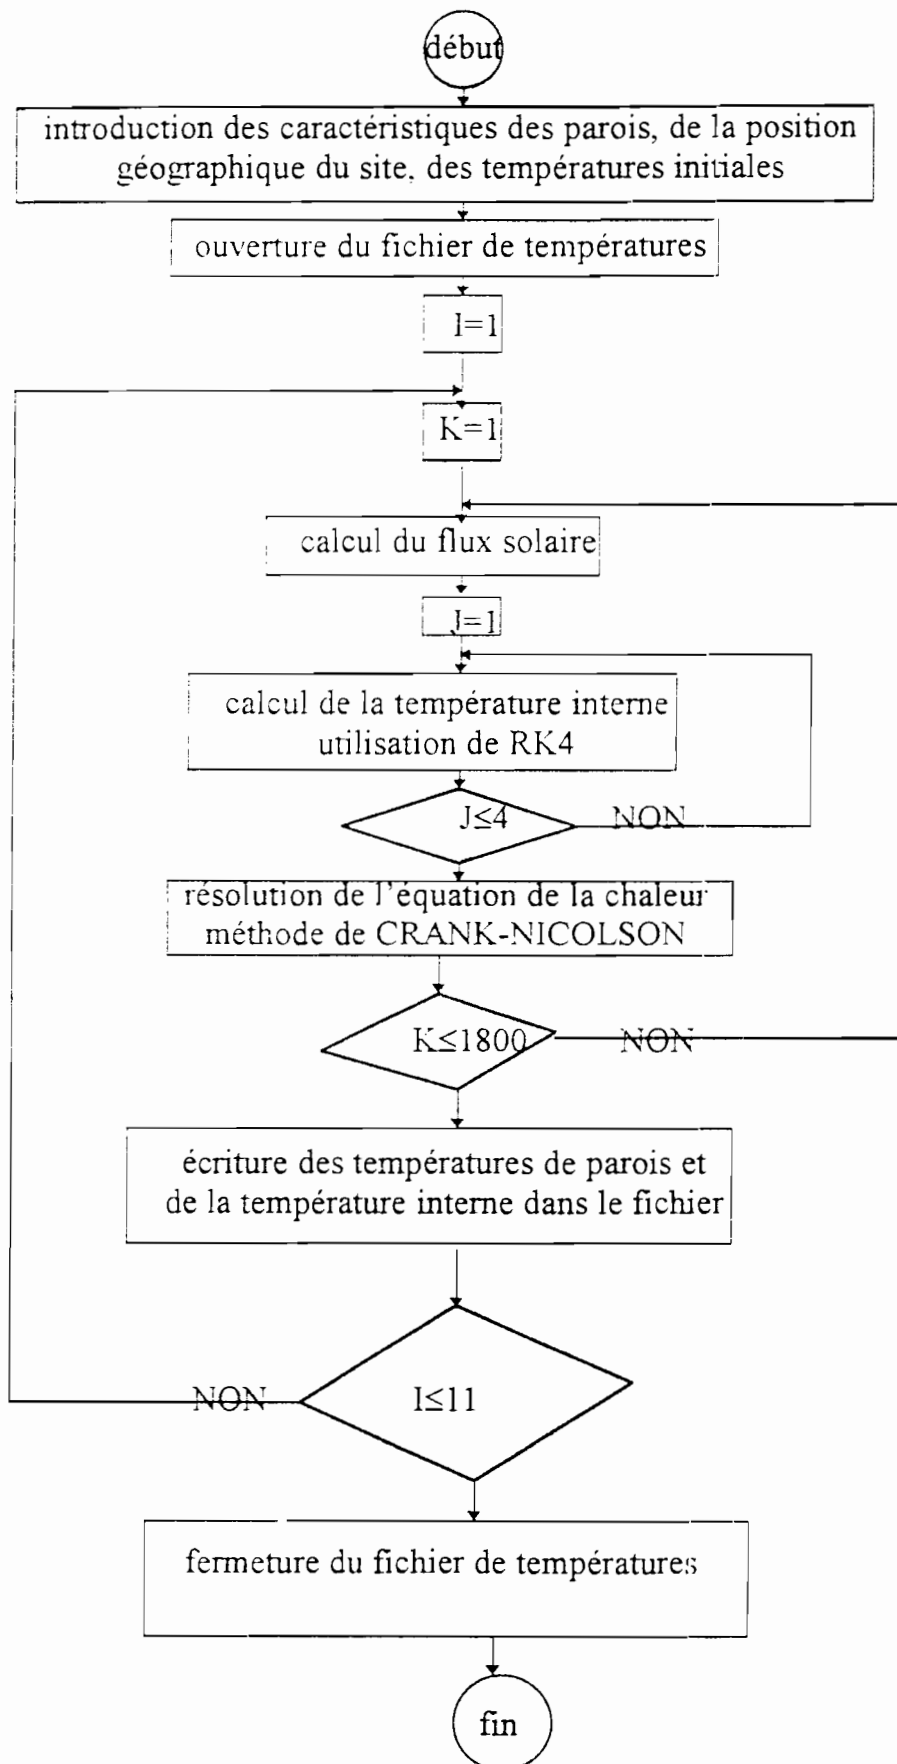 début
introduction des caractéristiques des parois, de la position
géographique du site, des températures initiales
ouverture du fichier de températures
I=1
K=1
calcul du flux solaire
J=1
calcul de la température interne
utilisation de RK4
J≤4 NON
résolution de l'équation de la chaleur
méthode de CRANK-NICOLSON
K≤1800 NON
écriture des températures de parois et
de la température interne dans le fichier
NON I≤11
fermeture du fichier de températures
fin